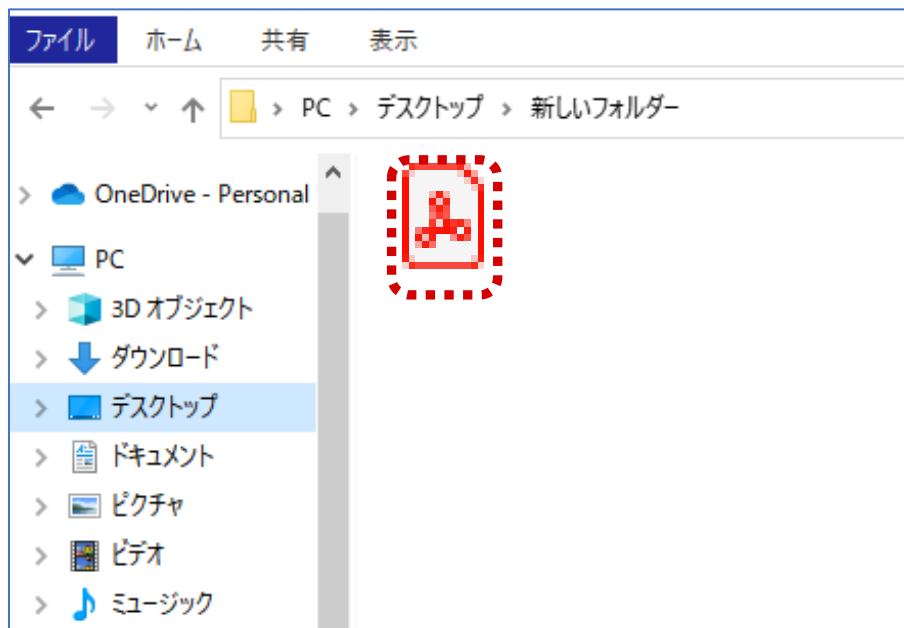 ファイル ホーム 共有 表示
PC デスクトップ 新しいフォルダー
OneDrive - Personal
PC
3D オブジェクト
ダウンロード
デスクトップ
ドキュメント
ピクチャ
ビデオ
ミュージック